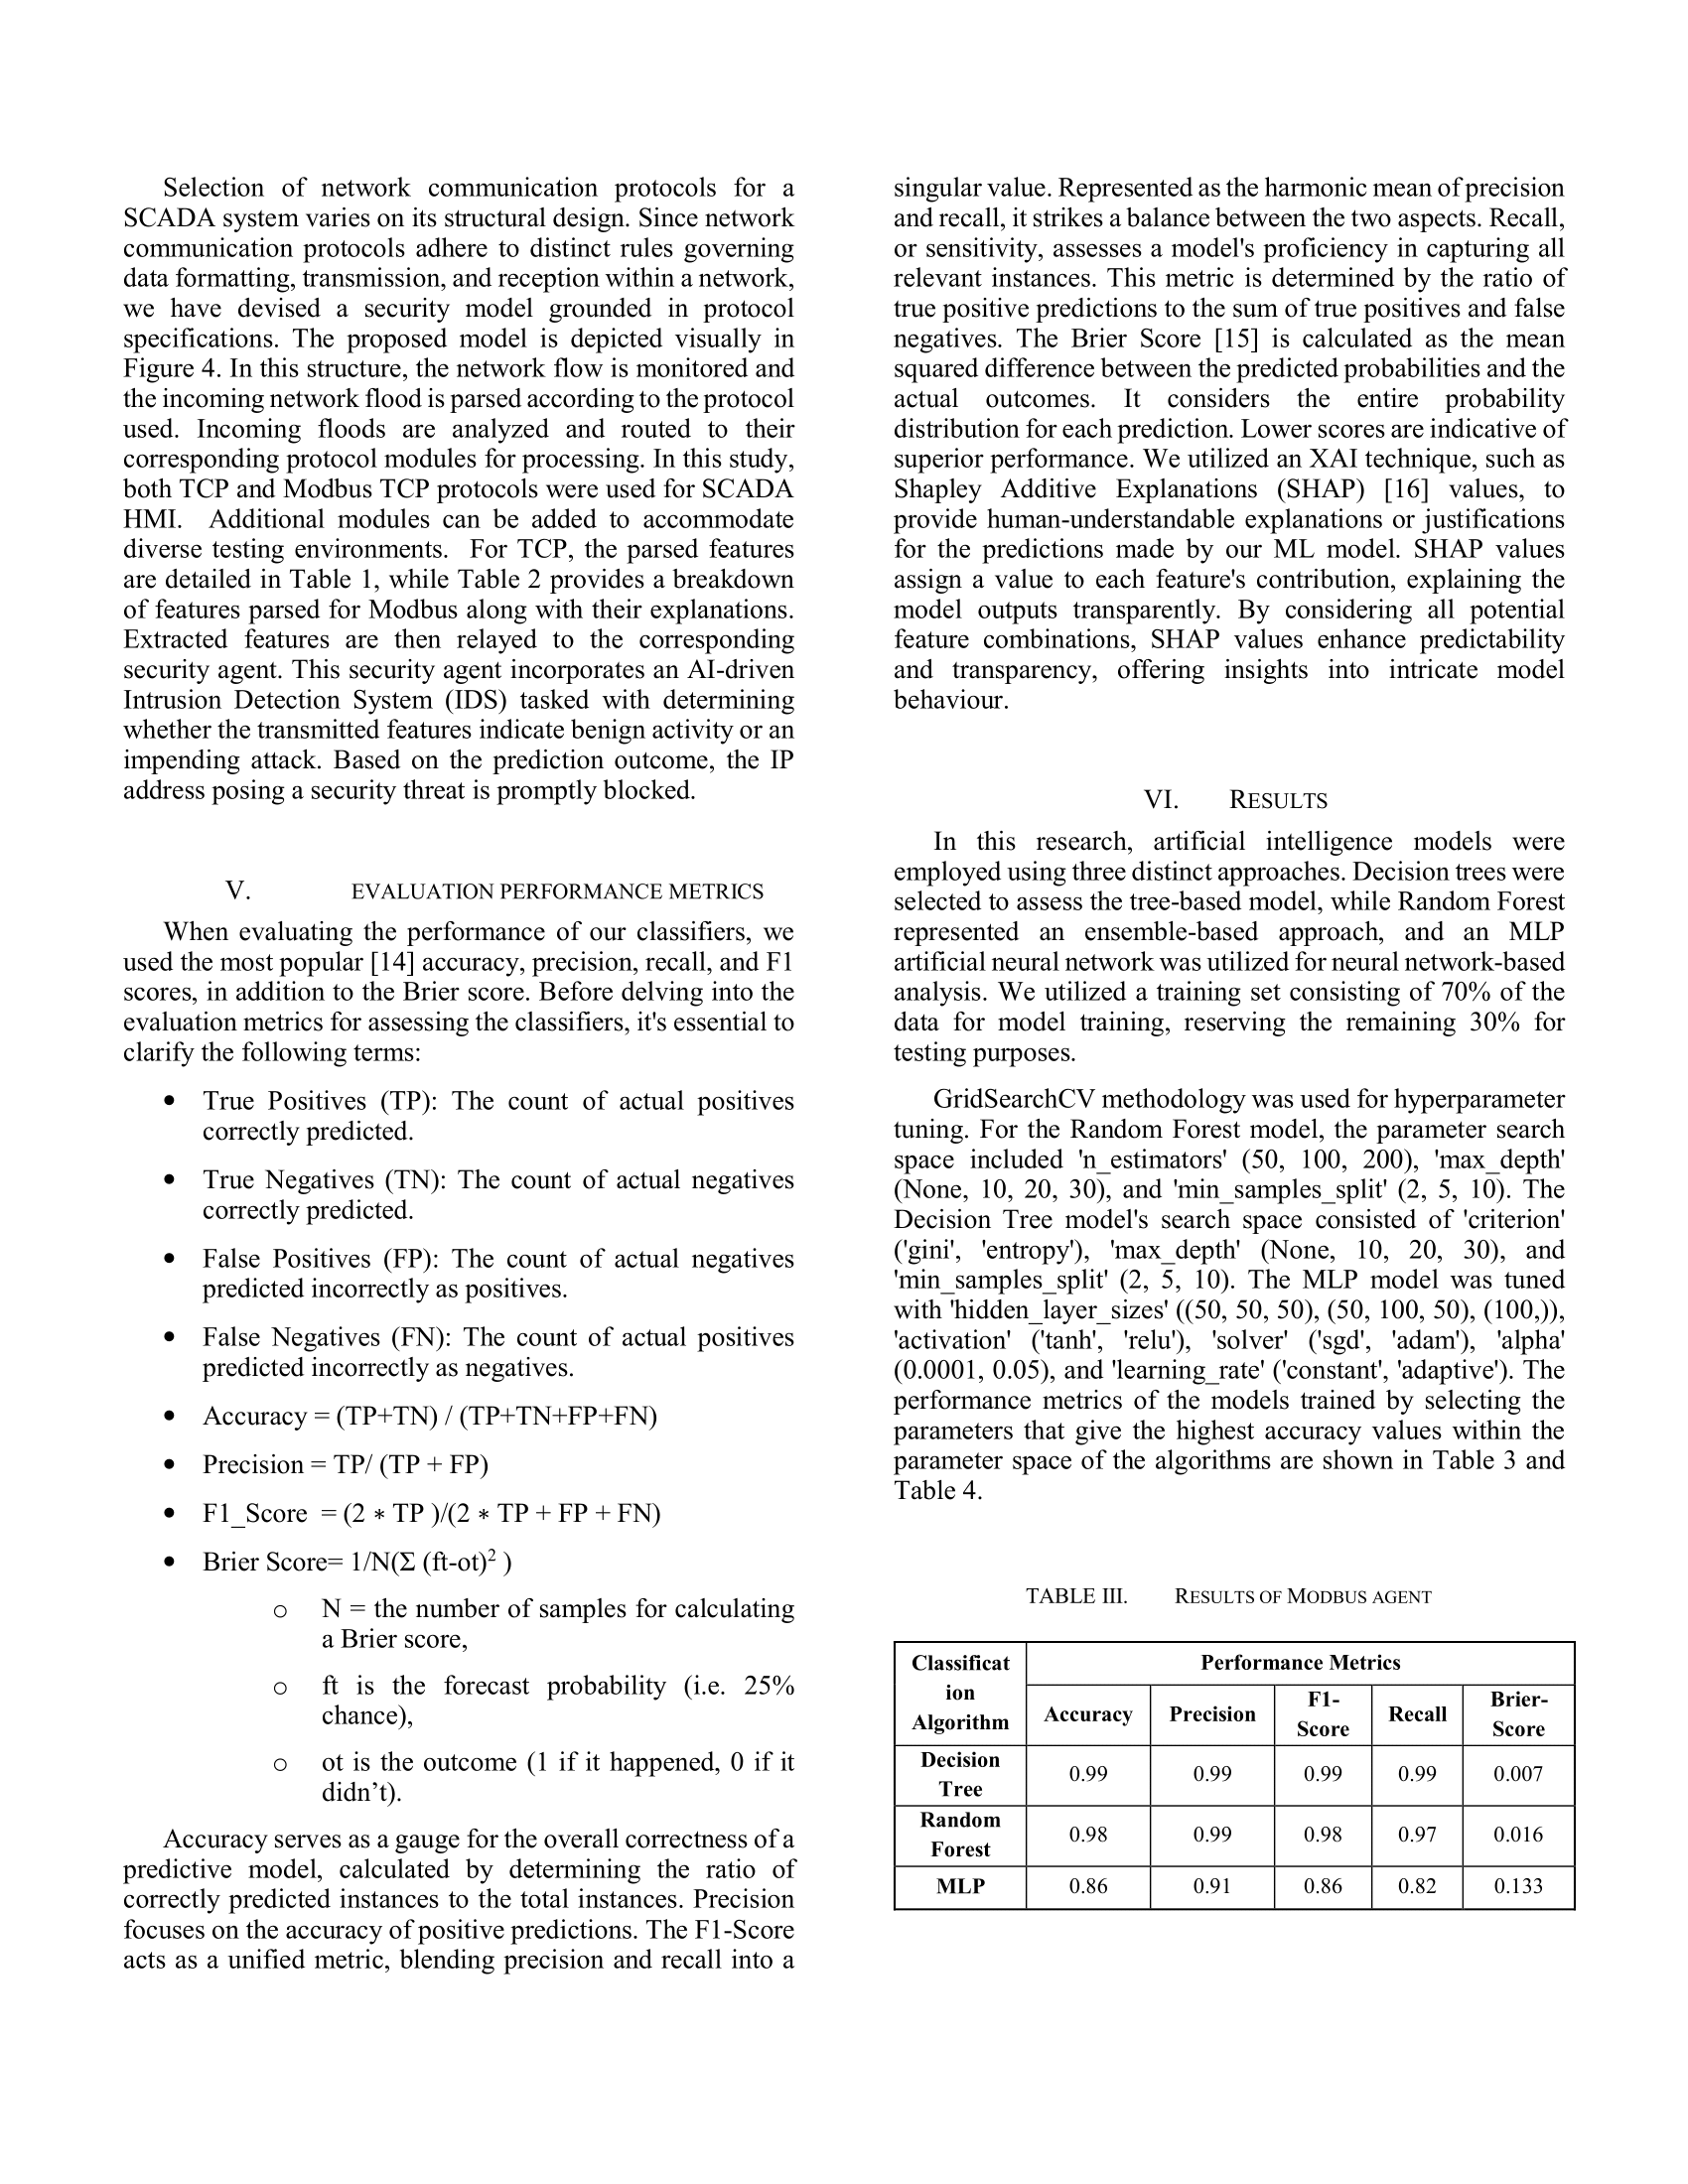 Selection of network communication protocols for a
SCADA system varies on its structural design. Since network
communication protocols adhere to distinct rules governing
data formatting, transmission, and reception within a network,
we have devised a security model grounded in protocol
specifications. The proposed model is depicted visually in
Figure 4. In this structure, the network flow is monitored and
the incoming network flood is parsed according to the protocol
used. Incoming floods are analyzed and routed to their
corresponding protocol modules for processing. In this study,
both TCP and Modbus TCP protocols were used for SCADA
HMI. Additional modules can be added to accommodate
diverse testing environments. For TCP, the parsed features
are detailed in Table 1, while Table 2 provides a breakdown
of features parsed for Modbus along with their explanations.
Extracted features are then relayed to the corresponding
security agent. This security agent incorporates an AI-driven
Intrusion Detection System (IDS) tasked with determining
whether the transmitted features indicate benign activity or an
impending attack. Based on the prediction outcome, the IP
address posing a security threat is promptly blocked.
V. EVALUATION PERFORMANCE METRICS
When evaluating the performance of our classifiers, we
used the most popular [14] accuracy, precision, recall, and F1
scores, in addition to the Brier score. Before delving into the
evaluation metrics for assessing the classifiers, it's essential to
clarify the following terms:
• True Positives (TP): The count of actual positives
correctly predicted.
• True Negatives (TN): The count of actual negatives
correctly predicted.
• False Positives (FP): The count of actual negatives
predicted incorrectly as positives.
• False Negatives (FN): The count of actual positives
predicted incorrectly as negatives.
• Accuracy = (TP+TN) / (TP+TN+FP+FN)
• Precision = TP/ (TP + FP)
• F1_Score = (2 ∗ TP )/(2 ∗ TP + FP + FN)
• Brier Score= 1/N(Σ (ft-ot)² )
o N = the number of samples for calculating
a Brier score,
o ft is the forecast probability (i.e. 25%
chance),
o ot is the outcome (1 if it happened, 0 if it
didn’t).
Accuracy serves as a gauge for the overall correctness of a
predictive model, calculated by determining the ratio of
correctly predicted instances to the total instances. Precision
focuses on the accuracy of positive predictions. The F1-Score
acts as a unified metric, blending precision and recall into a
singular value. Represented as the harmonic mean of precision
and recall, it strikes a balance between the two aspects. Recall,
or sensitivity, assesses a model's proficiency in capturing all
relevant instances. This metric is determined by the ratio of
true positive predictions to the sum of true positives and false
negatives. The Brier Score [15] is calculated as the mean
squared difference between the predicted probabilities and the
actual outcomes. It considers the entire probability
distribution for each prediction. Lower scores are indicative of
superior performance. We utilized an XAI technique, such as
Shapley Additive Explanations (SHAP) [16] values, to
provide human-understandable explanations or justifications
for the predictions made by our ML model. SHAP values
assign a value to each feature's contribution, explaining the
model outputs transparently. By considering all potential
feature combinations, SHAP values enhance predictability
and transparency, offering insights into intricate model
behaviour.
VI. RESULTS
In this research, artificial intelligence models were
employed using three distinct approaches. Decision trees were
selected to assess the tree-based model, while Random Forest
represented an ensemble-based approach, and an MLP
artificial neural network was utilized for neural network-based
analysis. We utilized a training set consisting of 70% of the
data for model training, reserving the remaining 30% for
testing purposes.
GridSearchCV methodology was used for hyperparameter
tuning. For the Random Forest model, the parameter search
space included 'n_estimators' (50, 100, 200), 'max_depth'
(None, 10, 20, 30), and 'min_samples_split' (2, 5, 10). The
Decision Tree model's search space consisted of 'criterion'
('gini', 'entropy'), 'max_depth' (None, 10, 20, 30), and
'min_samples_split' (2, 5, 10). The MLP model was tuned
with 'hidden_layer_sizes' ((50, 50, 50), (50, 100, 50), (100,)),
'activation' ('tanh', 'relu'), 'solver' ('sgd', 'adam'), 'alpha'
(0.0001, 0.05), and 'learning_rate' ('constant', 'adaptive'). The
performance metrics of the models trained by selecting the
parameters that give the highest accuracy values within the
parameter space of the algorithms are shown in Table 3 and
Table 4.
TABLE III. RESULTS OF MODBUS AGENT
Classificat
ion
Algorithm
Performance Metrics
Accuracy Precision F1-
Score Recall Brier-
Score
Decision
Tree 0.99 0.99 0.99 0.99 0.007
Random
Forest 0.98 0.99 0.98 0.97 0.016
MLP 0.86 0.91 0.86 0.82 0.133